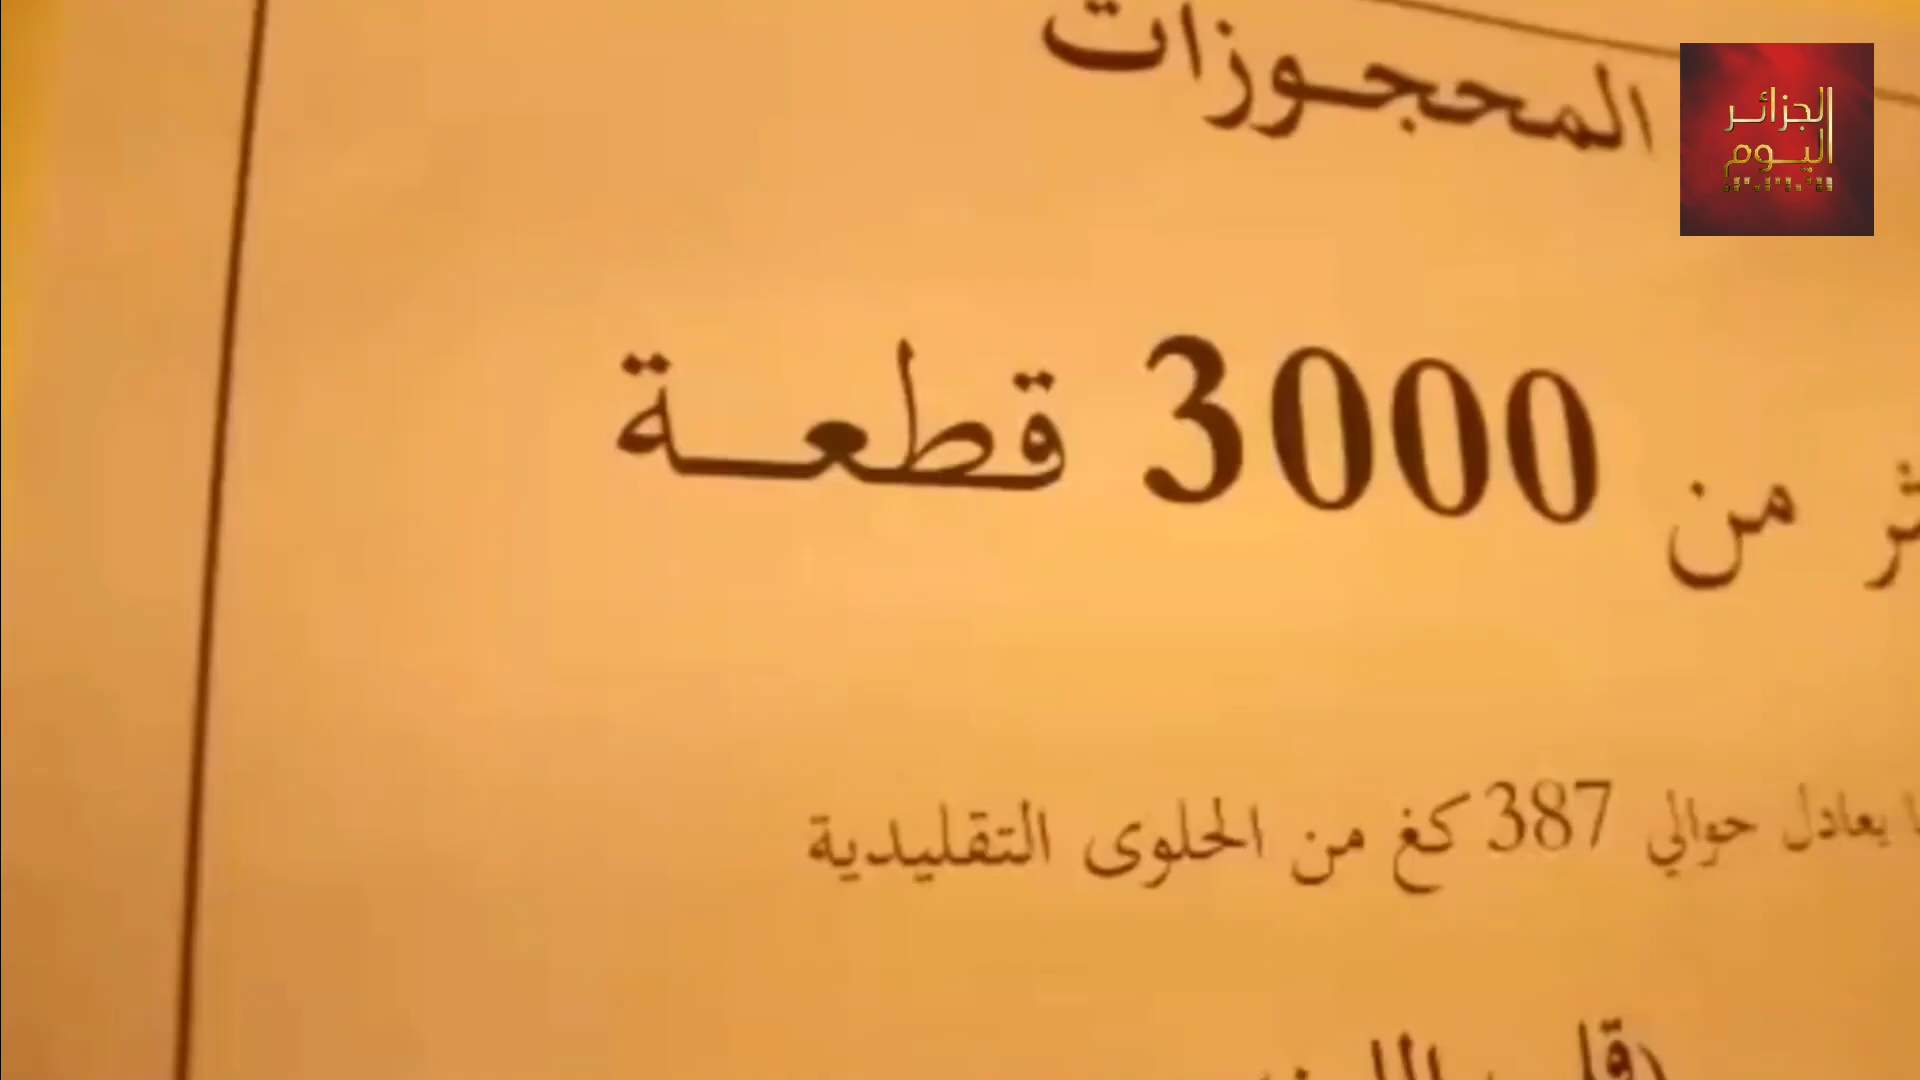 المحجوزات
الجزائر
اليوم
من 3000 قطعة
يعادل حوالي 387 كغ من الحلوى التقليدية